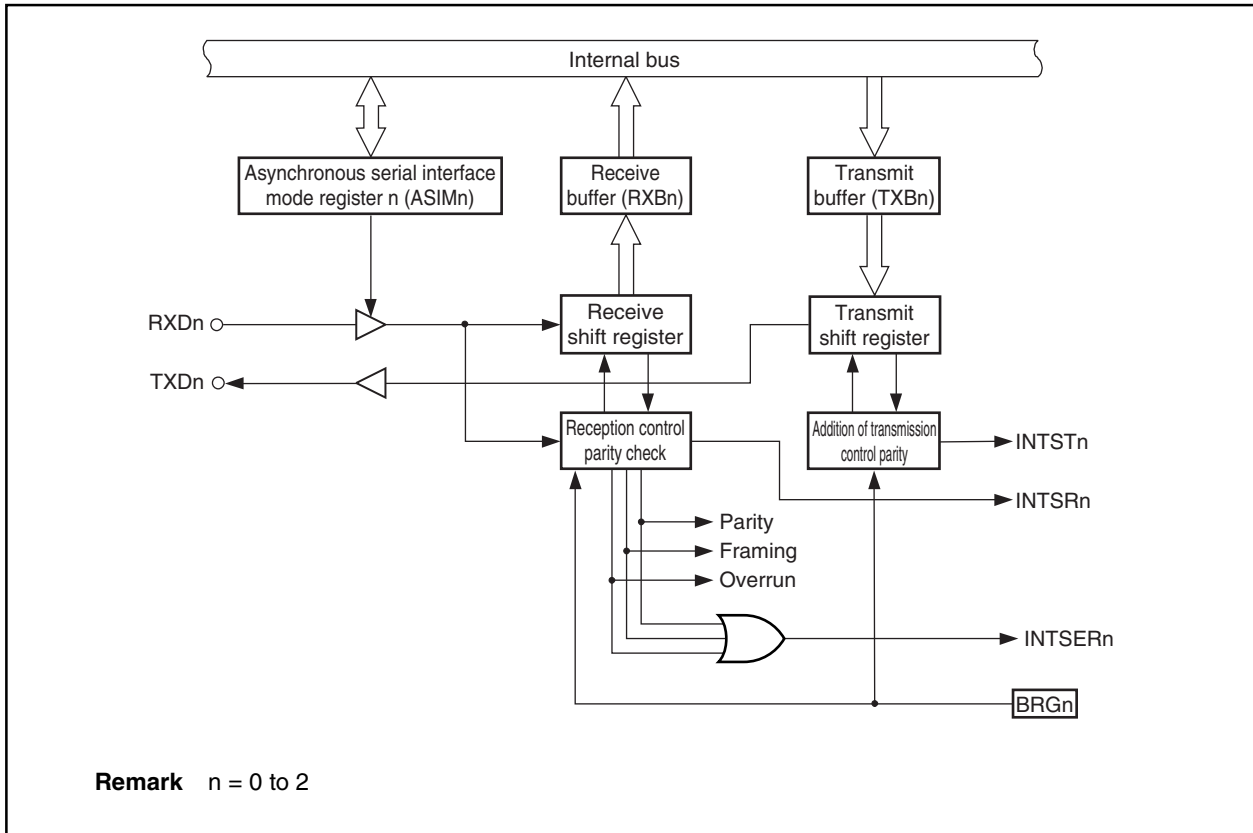 Internal bus
Asynchronous serial interface
mode register n (ASIMn)
Receive
buffer (RXBn)
Transmit
buffer (TXBn)
RXDn
Receive
shift register
Transmit
shift register
TXDn
Reception control
parity check
Addition of transmission
control parity
INTSTn
INTSRn
Parity
Framing
Overrun
INTSERn
BRGn
Remark n = 0 to 2